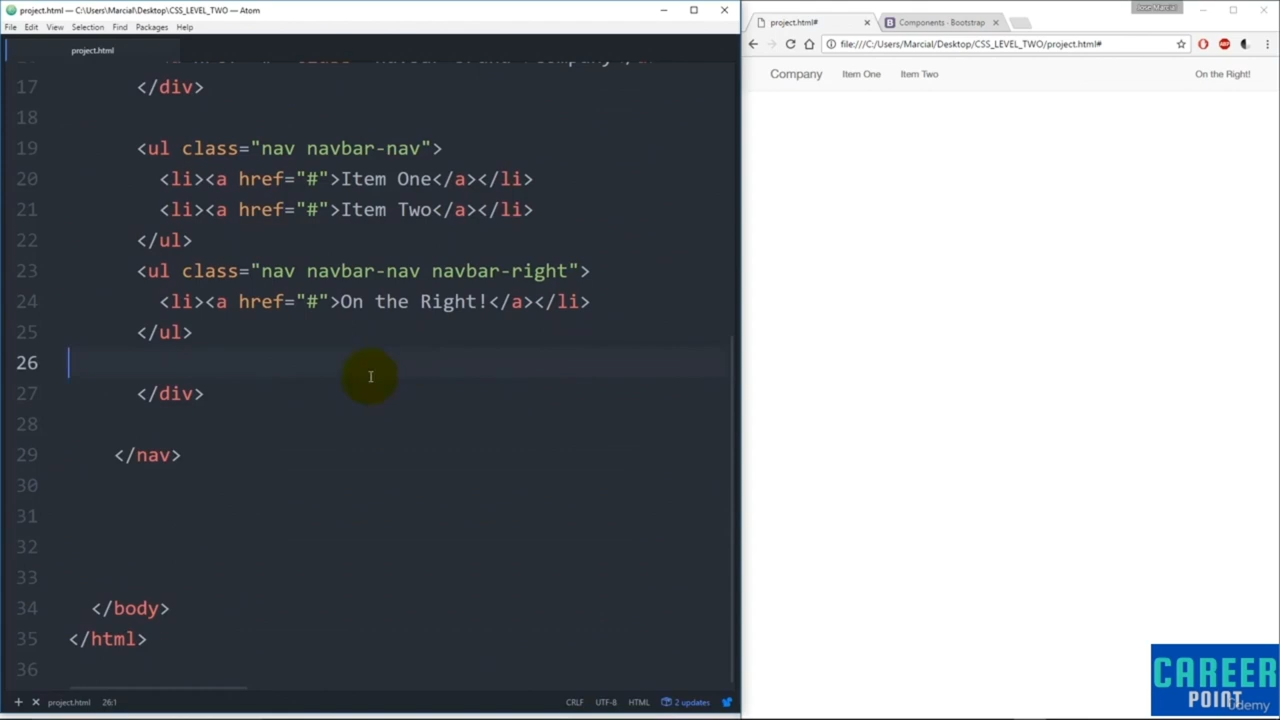 project.html — C:\Users\Marcial\Desktop\CSS_LEVEL_TWO — Atom
File Edit View Selection Find Packages Help
project.html
17 </div>
18
19 <ul class="nav navbar-nav">
20 <li><a href="#">Item One</a></li>
21 <li><a href="#">Item Two</a></li>
22 </ul>
23 <ul class="nav navbar-nav navbar-right">
24 <li><a href="#">On the Right!</a></li>
25 </ul>
26
27 </div>
28
29 </nav>
30
31
32
33
34 </body>
35 </html>
36
project.html 26:1 CRLF UTF-8 HTML 2 updates
Jose Marcial
project.html# Components · Bootstrap
file:///C:/Users/Marcial/Desktop/CSS_LEVEL_TWO/project.html#
ABP
Company Item One Item Two On the Right!
CAREER
POINT
Udemy